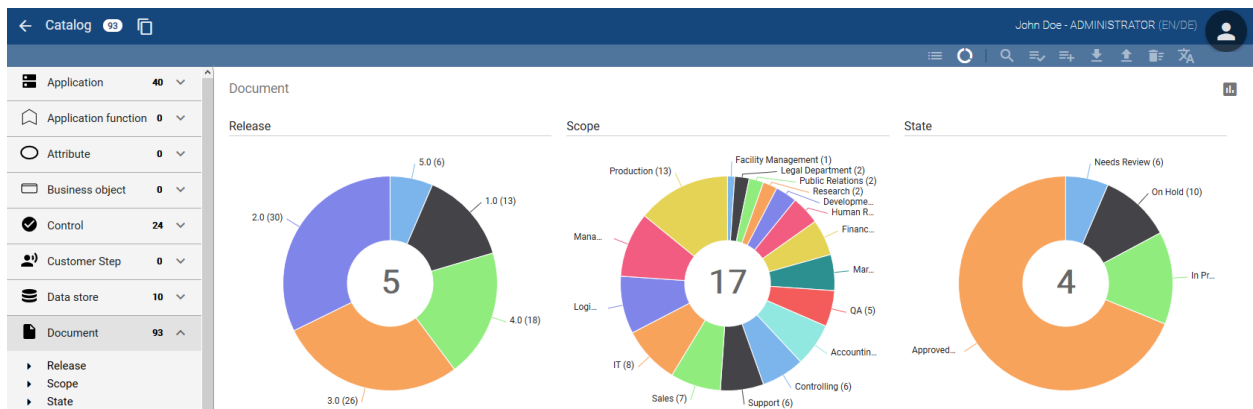 Catalog 93
John Doe - ADMINISTRATOR (EN/DE)
Application 40
Application function 0
Attribute 0
Business object 0
Control 24
Customer Step 0
Data store 10
Document 93
Release
Scope
State
Document
Release
5.0 (6)
1.0 (13)
2.0 (30)
5
4.0 (18)
3.0 (26)
Scope
Facility Management (1)
Legal Department (2)
Production (13)
Public Relations (2)
Research (2)
Developme...
Human R...
Financ...
Mana...
Mar...
17
Logi...
QA (5)
Accountin...
IT (8)
Controlling (6)
Sales (7)
Support (6)
State
Needs Review (6)
On Hold (10)
In Pr...
4
Approved...